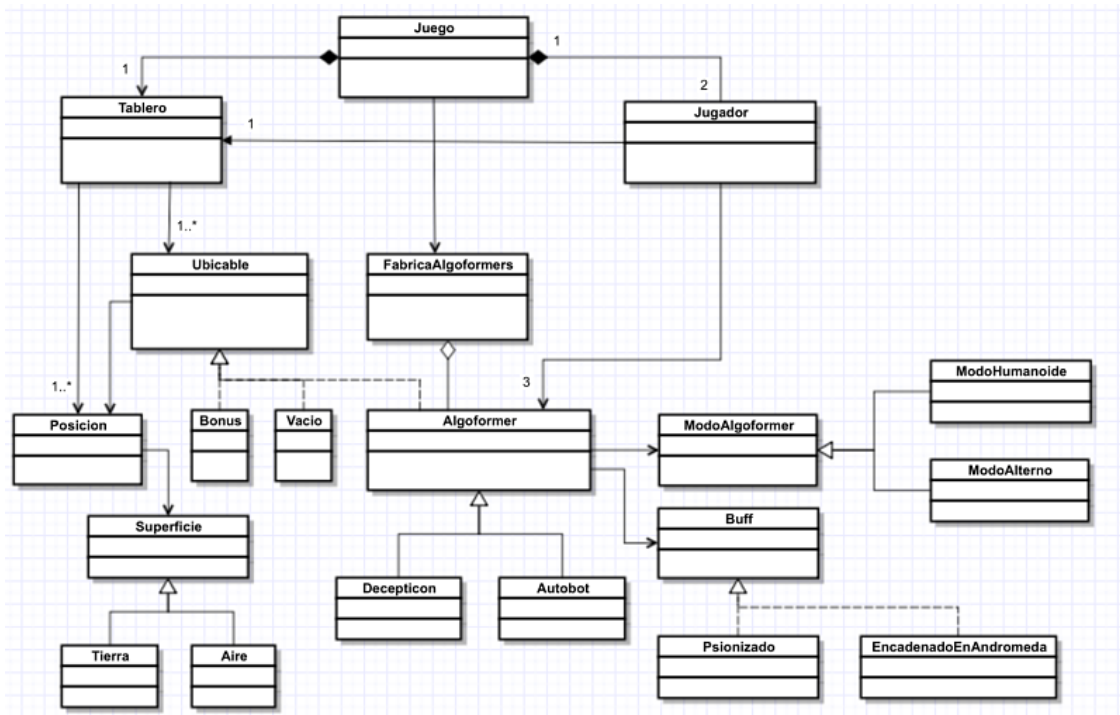 Juego
1
1
2
Tablero
Jugador
1
1..*
Ubicable
FabricaAlgoformers
1..*
3
ModoHumanoide
Posicion
Bonus
Vacio
Algoformer
ModoAlgoformer
ModoAlterno
Superficie
Buff
Decepticon
Autobot
Tierra
Aire
Psionizado
EncadenadoEnAndromeda